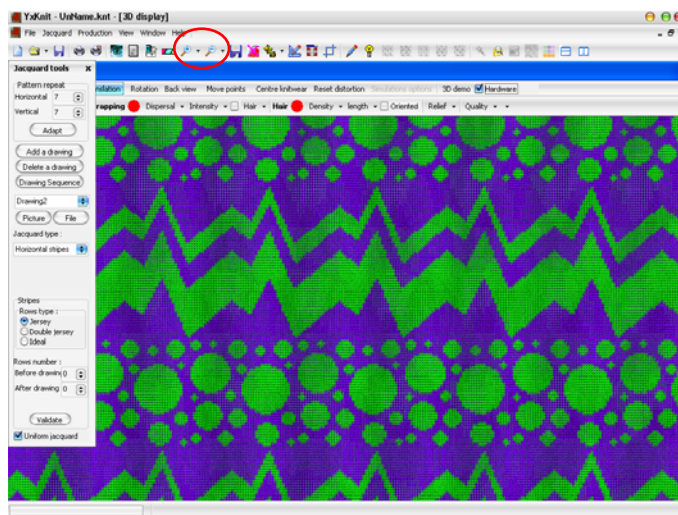 YxKnit - UnName.knt - [3D display]
File Jacquard Production View Window Help
Jacquard tools x
Pattern repeat
Horizontal 7
Vertical 7
Adapt
Add a drawing
Delete a drawing
Drawing Sequence
Drawing2
Picture File
Jacquard type :
Horizontal stripes
Stripes
Rows type :
Jersey
Double jersey
Ideal
Rows number :
Before drawing 0
After drawing 0
Validate
Uniform jacquard
nslation Rotation Back view Move points Centre knitwear Reset distortion Simulations options 3D demo Hardware
rapping Dispersal Intensity Hair Hair Density length Oriented Relief Quality